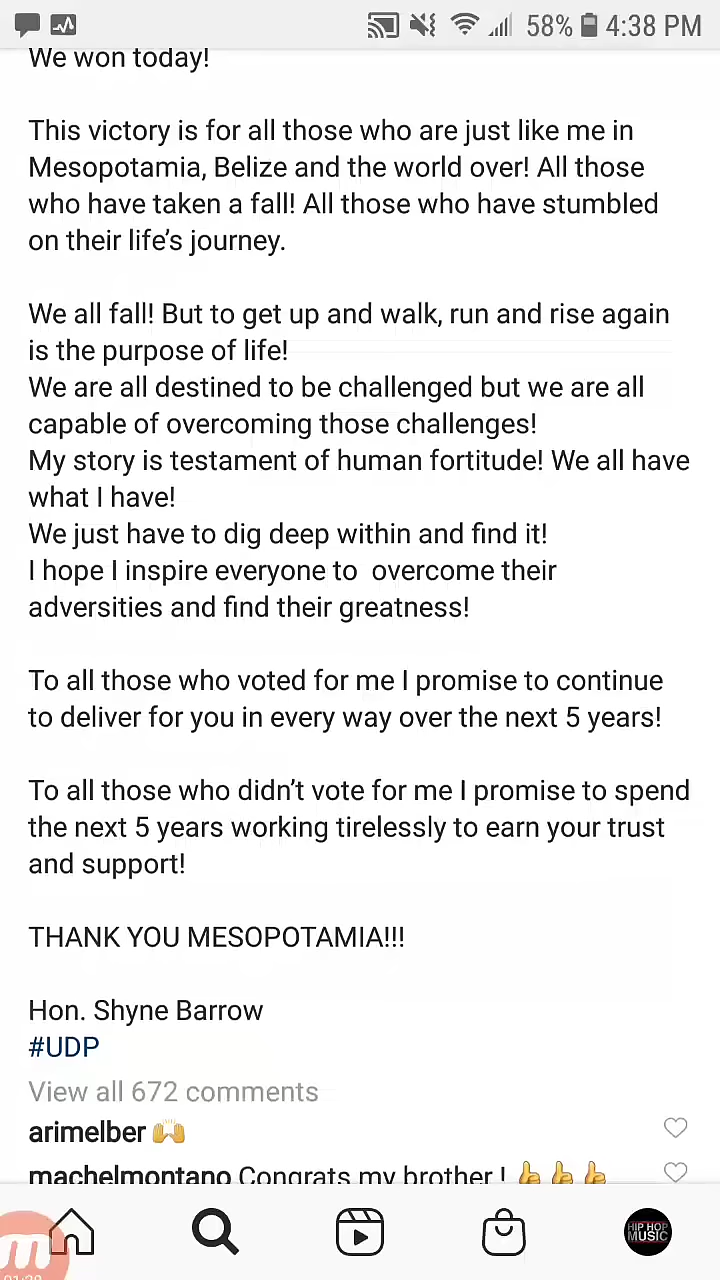 58% 4:38 PM
We won today!
This victory is for all those who are just like me in
Mesopotamia, Belize and the world over! All those
who have taken a fall! All those who have stumbled
on their life's journey.
We all fall! But to get up and walk, run and rise again
is the purpose of life!
We are all destined to be challenged but we are all
capable of overcoming those challenges!
My story is testament of human fortitude! We all have
what I have!
We just have to dig deep within and find it!
I hope I inspire everyone to  overcome their
adversities and find their greatness!
To all those who voted for me I promise to continue
to deliver for you in every way over the next 5 years!
To all those who didn't vote for me I promise to spend
the next 5 years working tirelessly to earn your trust
and support!
THANK YOU MESOPOTAMIA!!!
Hon. Shyne Barrow
#UDP
View all 672 comments
arimelber 🙌
machelmontano Congrats my brother ! 👍👍👍
HIP HOP
MUSIC
m